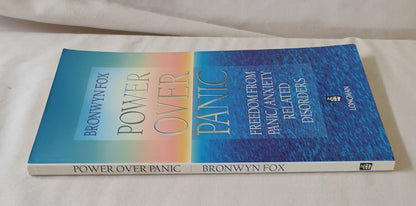 BRONWYN FOX
POWER
OVER
PANIC
FREEDOM FROM
PANIC/ANXIETY
RELATED
DISORDERS
LONGMAN
POWER OVER PANIC BRONWYN FOX